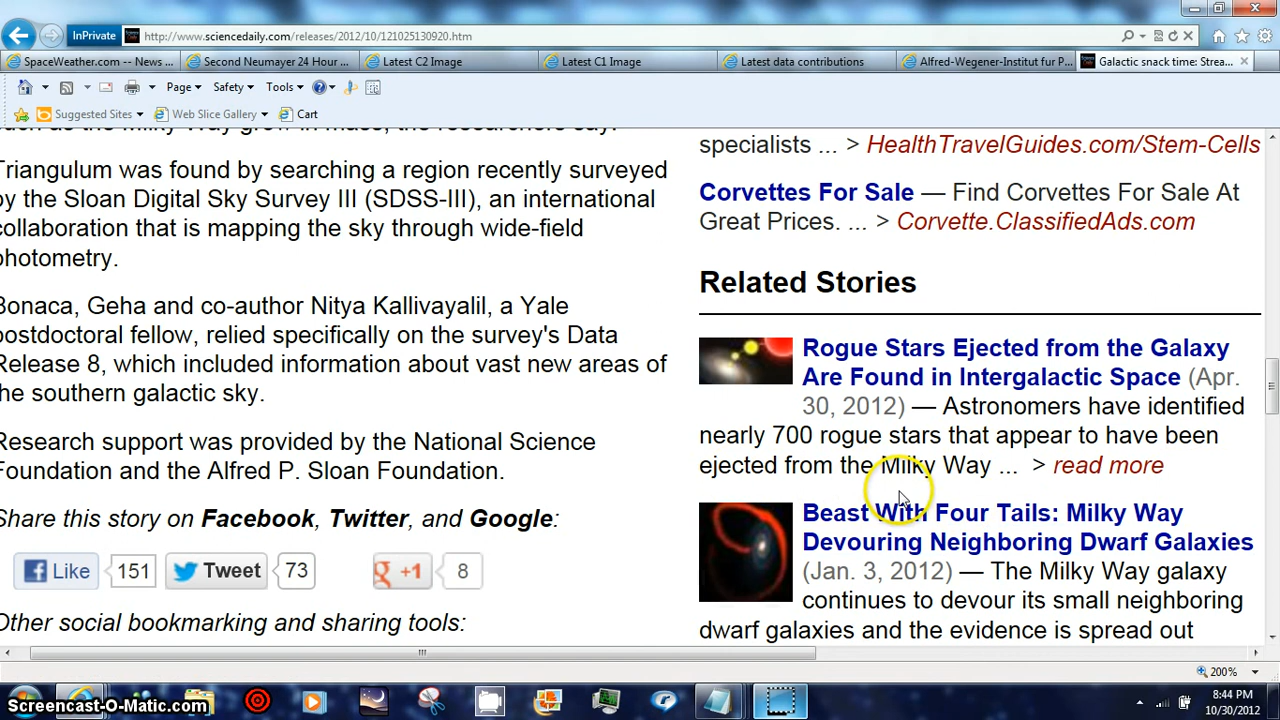 InPrivate
http://www.sciencedaily.com/releases/2012/10/121025130920.htm
SpaceWeather.com -- News ...
Second Neumayer 24 Hour ...
Latest C2 Image
Latest C1 Image
Latest data contributions
Alfred-Wegener-Institut fur P...
Galactic snack time: Strea...
Page
Safety
Tools
Suggested Sites
Web Slice Gallery
Cart
such as the Milky Way grow in mass, the researchers say.
Triangulum was found by searching a region recently surveyed
by the Sloan Digital Sky Survey III (SDSS-III), an international
collaboration that is mapping the sky through wide-field
photometry.
Bonaca, Geha and co-author Nitya Kallivayalil, a Yale
postdoctoral fellow, relied specifically on the survey's Data
Release 8, which included information about vast new areas of
the southern galactic sky.
Research support was provided by the National Science
Foundation and the Alfred P. Sloan Foundation.
Share this story on Facebook, Twitter, and Google:
Like 151 Tweet 73 +1 8
Other social bookmarking and sharing tools:
specialists ... > HealthTravelGuides.com/Stem-Cells
Corvettes For Sale — Find Corvettes For Sale At
Great Prices. ... > Corvette.ClassifiedAds.com
Related Stories
Rogue Stars Ejected from the Galaxy
Are Found in Intergalactic Space (Apr.
30, 2012) — Astronomers have identified
nearly 700 rogue stars that appear to have been
ejected from the Milky Way ... > read more
Beast With Four Tails: Milky Way
Devouring Neighboring Dwarf Galaxies
(Jan. 3, 2012) — The Milky Way galaxy
continues to devour its small neighboring
dwarf galaxies and the evidence is spread out
200%
Screencast-O-Matic.com
8:44 PM
10/30/2012